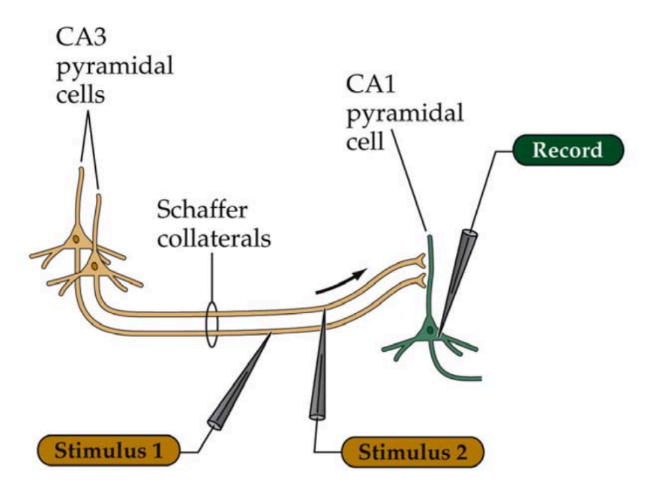 CA3
pyramidal
cells
CA1
pyramidal
cell
Record
Schaffer
collaterals
Stimulus 1
Stimulus 2